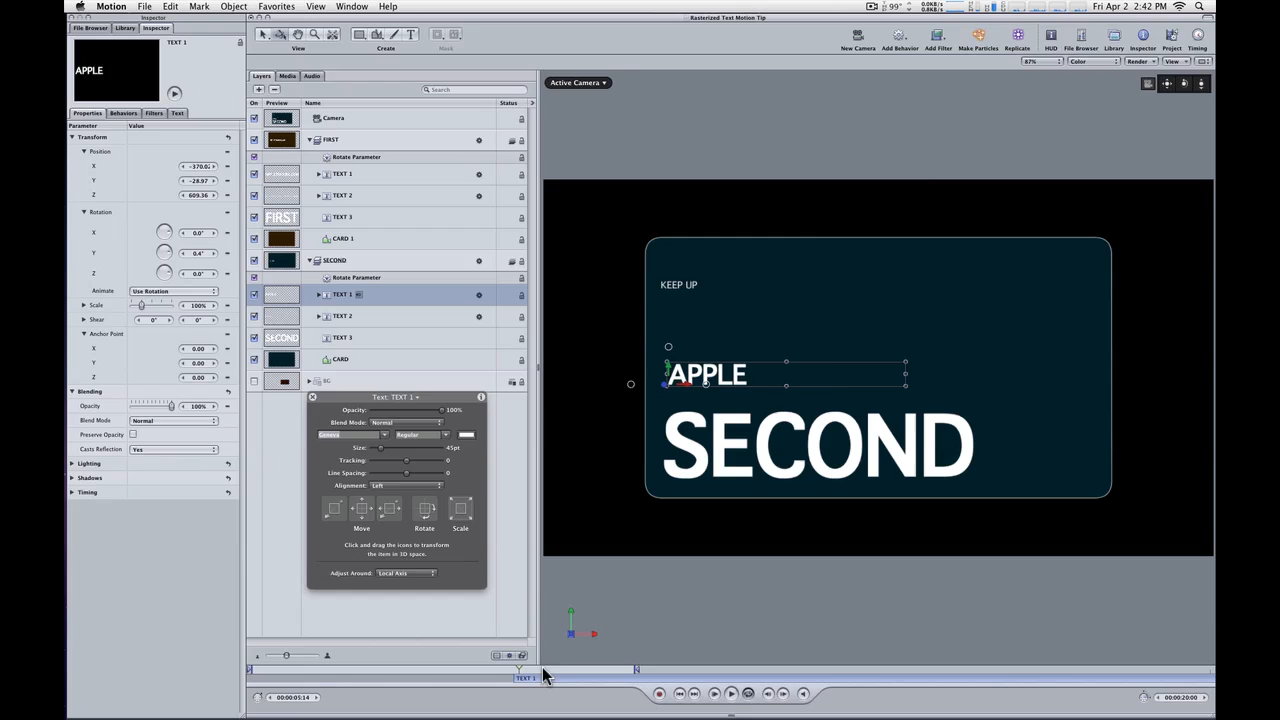 Motion File Edit Mark Object Favorites View Window Help
99° 0.0KB/s 0.0KB/s Fri Apr 2 2:42 PM
Inspector
Rasterized Text Motion Tip
File Browser Library Inspector
TEXT 1
APPLE
View Create Mask
New Camera Add Behavior Add Filter Make Particles Replicate HUD File Browser Library Inspector Project Timing
87% Color Render View
Layers Media Audio
Active Camera
Search
On Preview Name Status
Properties Behaviors Filters Text
Parameter Value
Transform
Position
X -370.02
Y -28.97
Z 609.36
Rotation
X 0.0°
Y 0.4°
Z 0.0°
Animate Use Rotation
Scale 100%
Shear 0° 0°
Anchor Point
X 0.00
Y 0.00
Z 0.00
Blending
Opacity 100%
Blend Mode Normal
Preserve Opacity
Casts Reflection Yes
Lighting
Shadows
Timing
Camera
FIRST
Rotate Parameter
TEXT 1
TEXT 2
FIRST TEXT 3
CARD 1
SECOND
Rotate Parameter
TEXT 1
TEXT 2
SECOND TEXT 3
CARD
BG
Text: TEXT 1
Opacity: 100%
Blend Mode: Normal
Geneva Regular
Size: 45pt
Tracking: 0
Line Spacing: 0
Alignment: Left
Move Rotate Scale
Click and drag the icons to transform
the item in 3D space.
Adjust Around: Local Axis
KEEP UP
APPLE
SECOND
TEXT 1
00:00:05:14
00:00:20:00